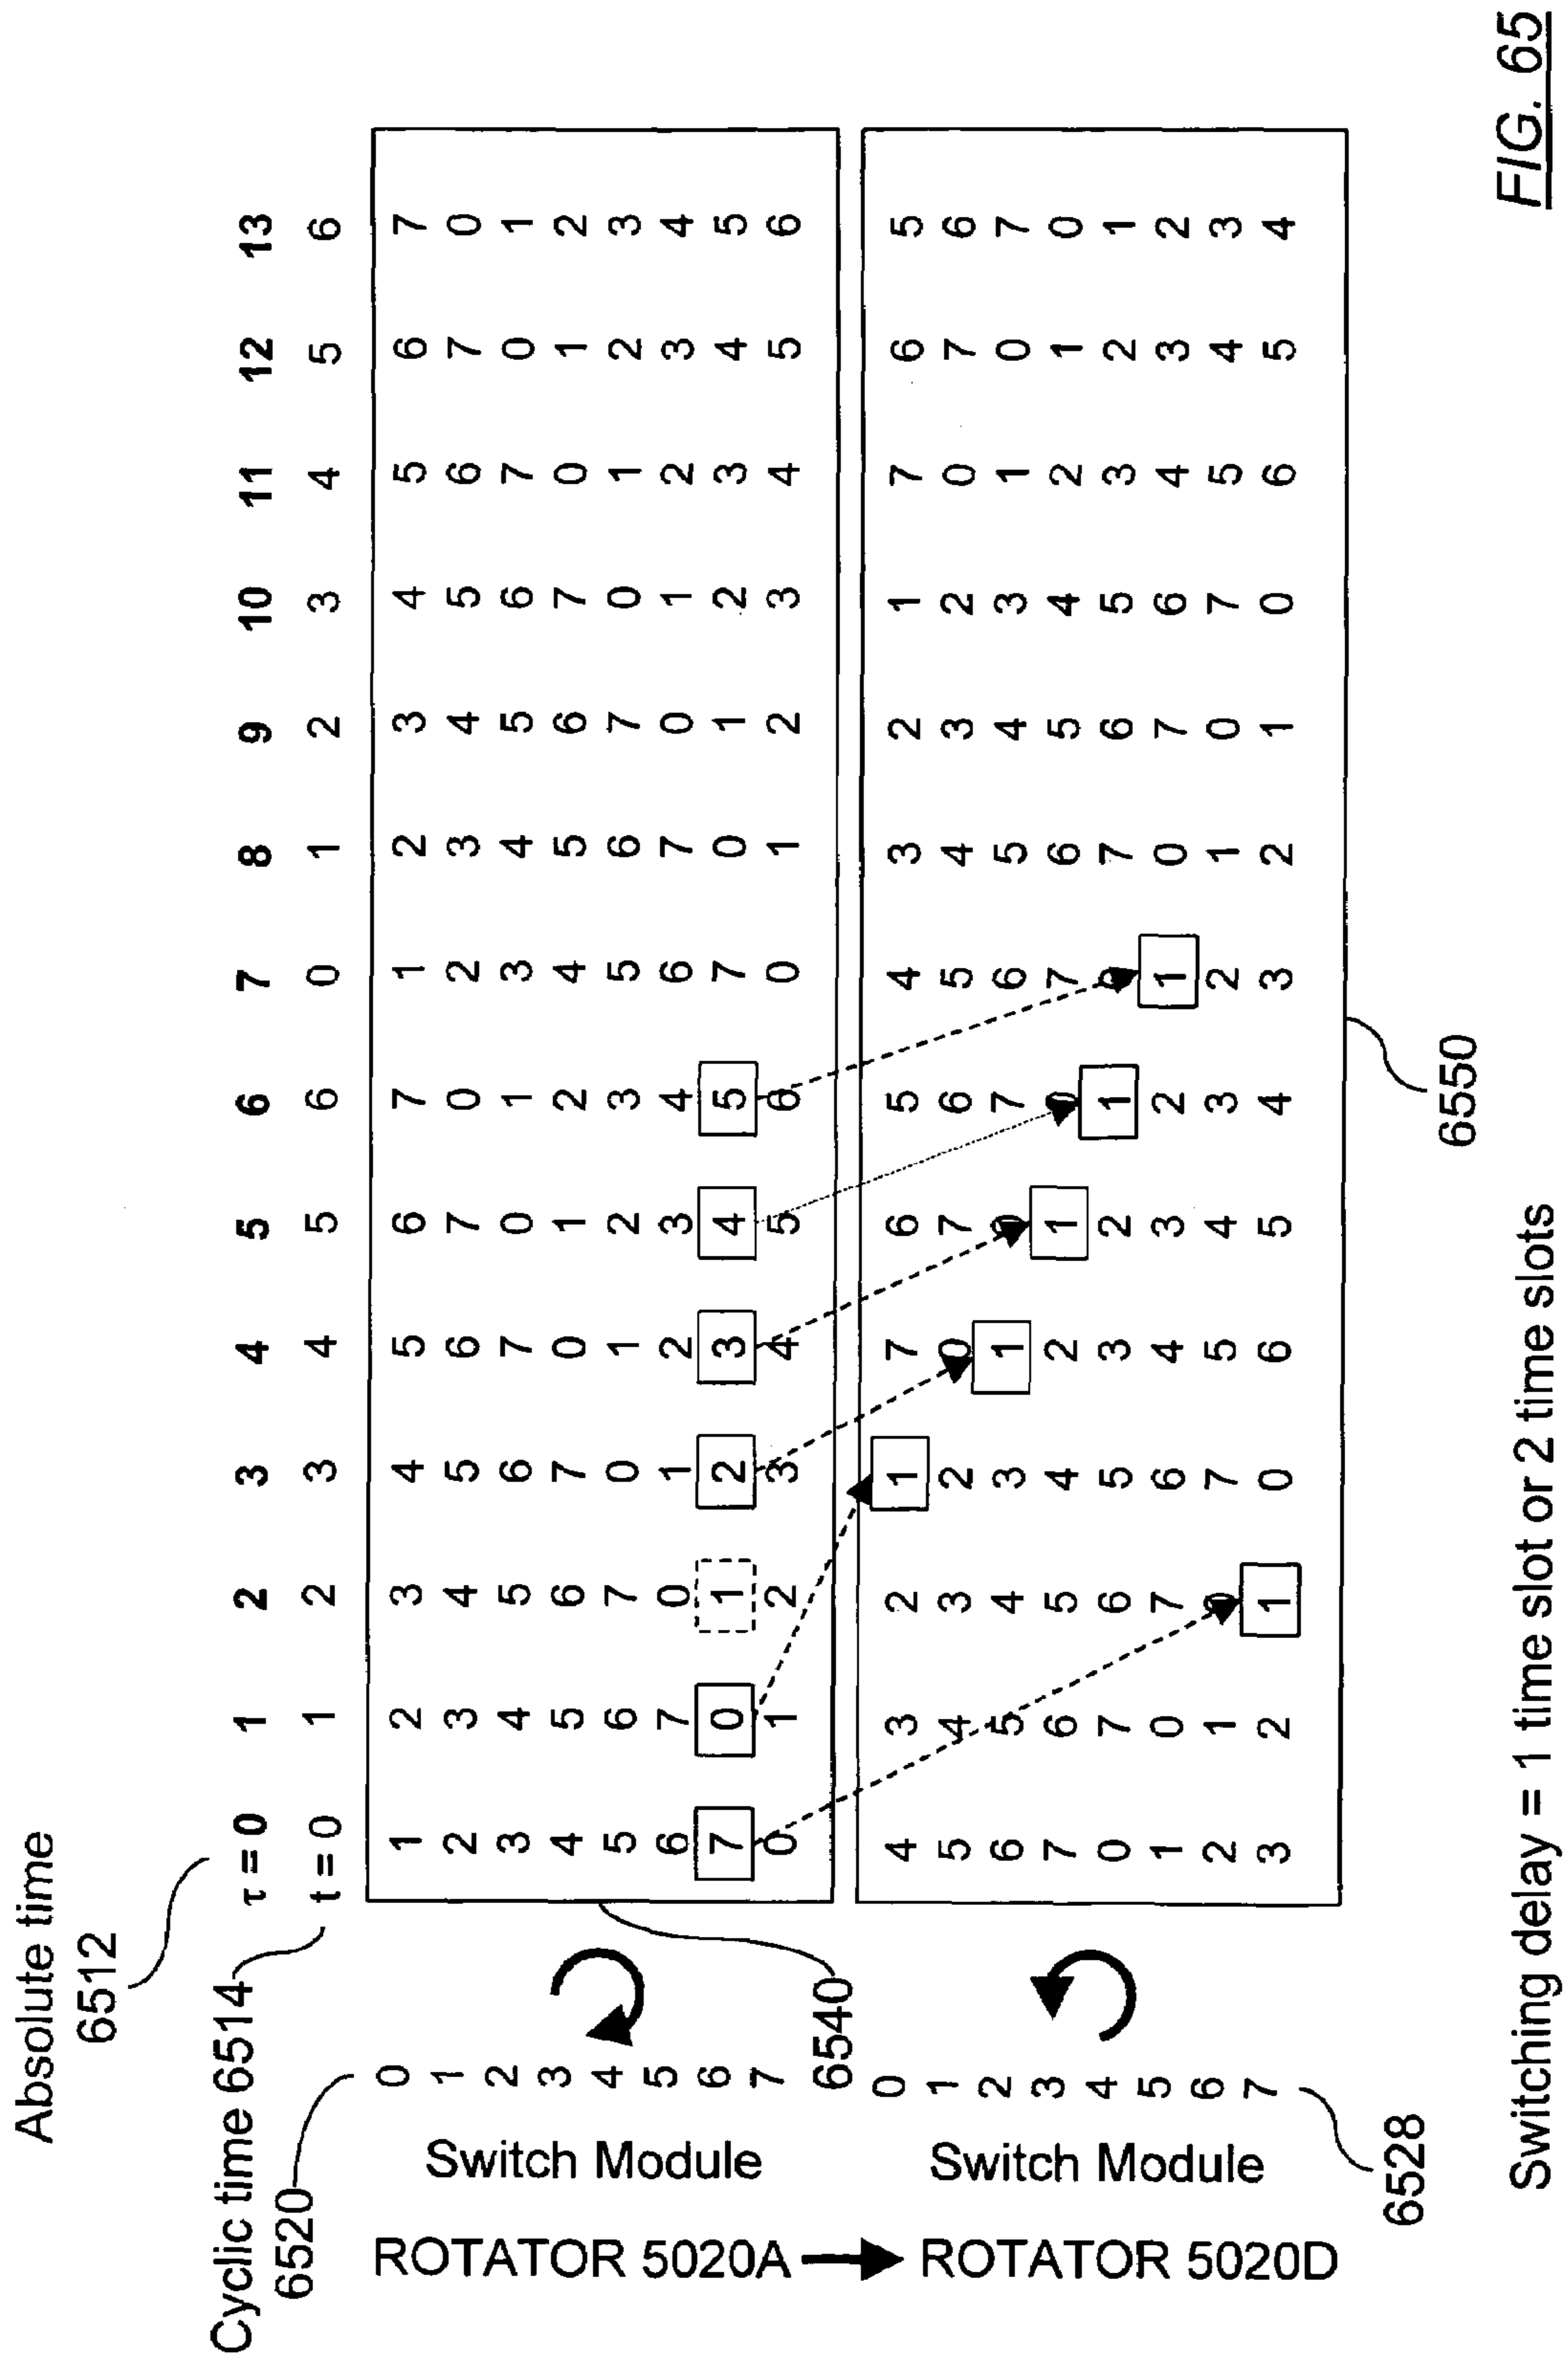 Absolute time
6512
τ = 0 1 2 3 4 5 6 7 8 9 10 11 12 13
Cyclic time 6514
t = 0 1 2 3 4 5 6 0 1 2 3 4 5 6
6520
ROTATOR 5020A
Switch Module
0 1 2 3 4 5 6 7 1 2 3 4 5 6 7
1 2 3 4 5 6 7 0 2 3 4 5 6 7 0
2 3 4 5 6 7 0 1 3 4 5 6 7 0 1
3 4 5 6 7 0 1 2 4 5 6 7 0 1 2
4 5 6 7 0 1 2 3 5 6 7 0 1 2 3
5 6 7 0 1 2 3 4 6 7 0 1 2 3 4
6 7 0 1 2 3 4 5 7 0 1 2 3 4 5
7 0 1 2 3 4 5 6 0 1 2 3 4 5 6
6540
ROTATOR 5020D
Switch Module
0 4 3 2 1 7 6 5 4 3 2 1 7 6 5
1 5 4 3 2 0 7 6 5 4 3 2 0 7 6
2 6 5 4 3 1 0 7 6 5 4 3 1 0 7
3 7 6 5 4 2 1 0 7 6 5 4 2 1 0
4 0 7 6 5 3 2 1 0 7 6 5 3 2 1
5 1 0 7 6 4 3 2 1 0 7 6 4 3 2
6 2 1 0 7 5 4 3 2 1 0 7 5 4 3
7 3 2 1 0 6 5 4 3 2 1 0 6 5 4
6528
6550
Switching delay = 1 time slot or 2 time slots
FIG. 65